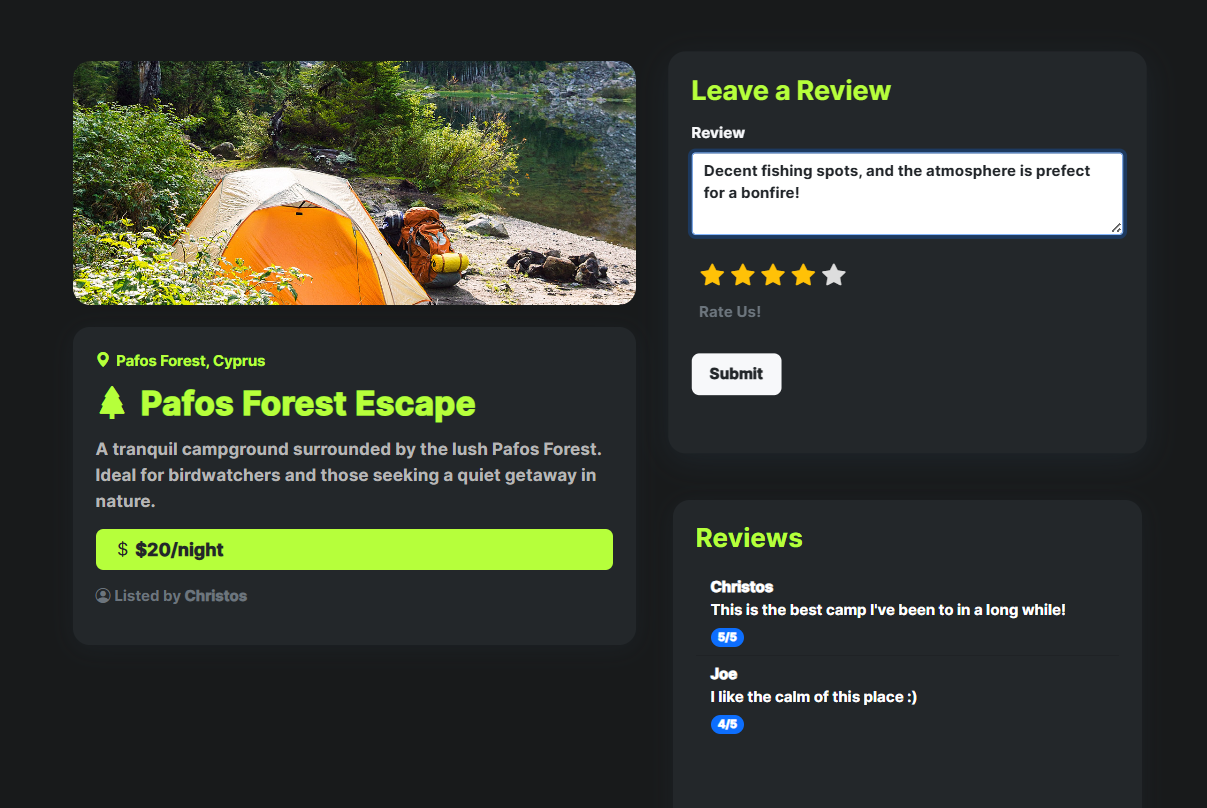 Pafos Forest, Cyprus
Pafos Forest Escape
A tranquil campground surrounded by the lush Pafos Forest.
Ideal for birdwatchers and those seeking a quiet getaway in
nature.
$ $20/night
Listed by Christos
Leave a Review
Review
Decent fishing spots, and the atmosphere is prefect
for a bonfire!
Rate Us!
Submit
Reviews
Christos
This is the best camp I've been to in a long while!
5/5
Joe
I like the calm of this place :)
4/5